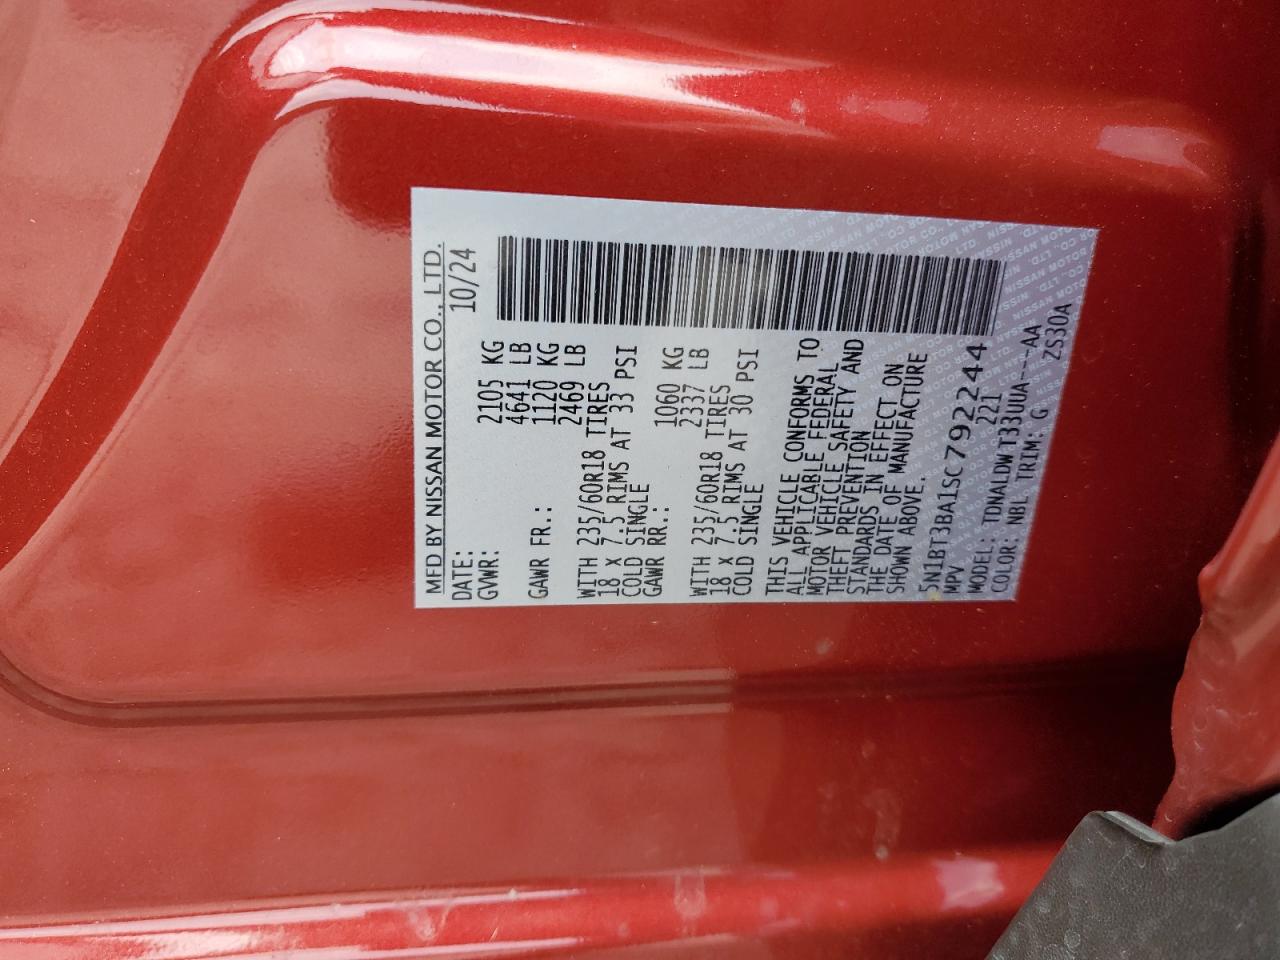 MFD BY NISSAN MOTOR CO., LTD.
DATE: 10/24
GVWR: 2105 KG
4641 LB
GAWR FR.: 1120 KG
2469 LB
WITH 235/60R18 TIRES
18 X 7.5 RIMS AT 33 PSI
COLD SINGLE
GAWR RR.: 1060 KG
2337 LB
WITH 235/60R18 TIRES
18 X 7.5 RIMS AT 30 PSI
COLD SINGLE
THIS VEHICLE CONFORMS TO
ALL APPLICABLE FEDERAL
MOTOR VEHICLE SAFETY AND
THEFT PREVENTION
STANDARDS IN EFFECT ON
THE DATE OF MANUFACTURE
SHOWN ABOVE.
5N1BT3BA1SC792244
MPV 221
MODEL: TDNALDWT33UUA---AA
COLOR: NBL TRIM: G
ZS30A